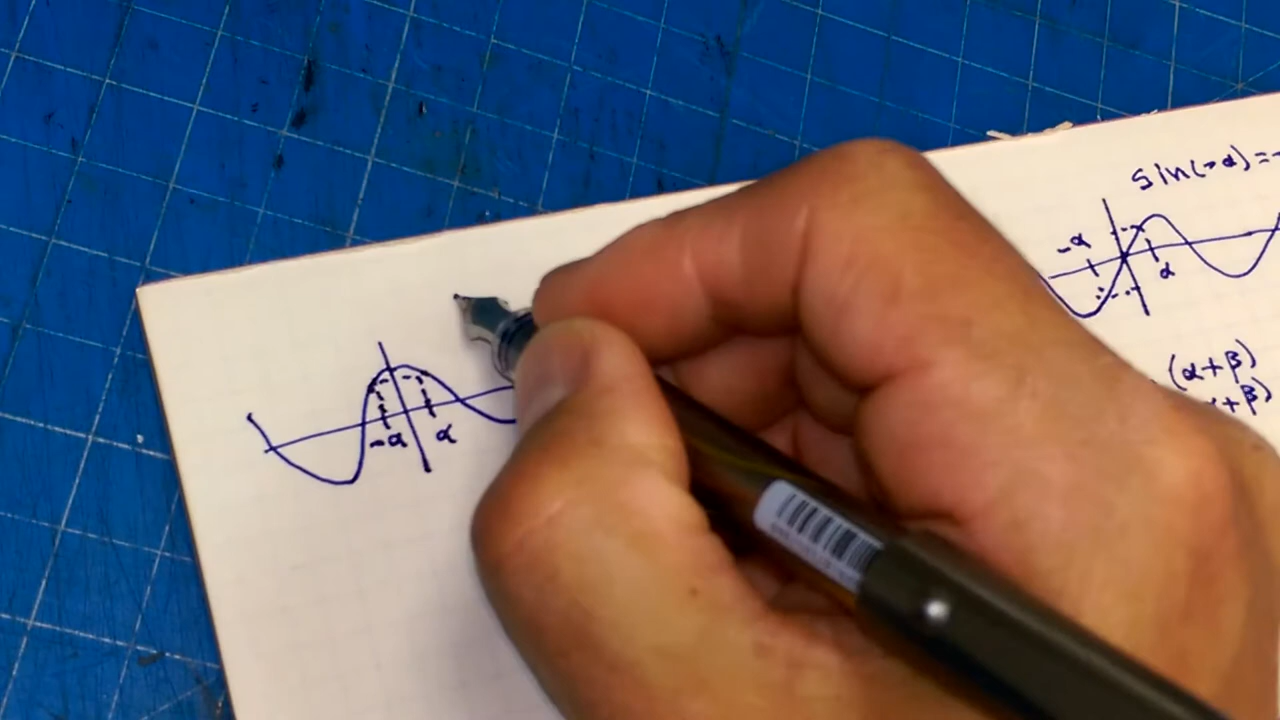 -α α
sin(-α)=-
-α
α
(α+β)
+β)